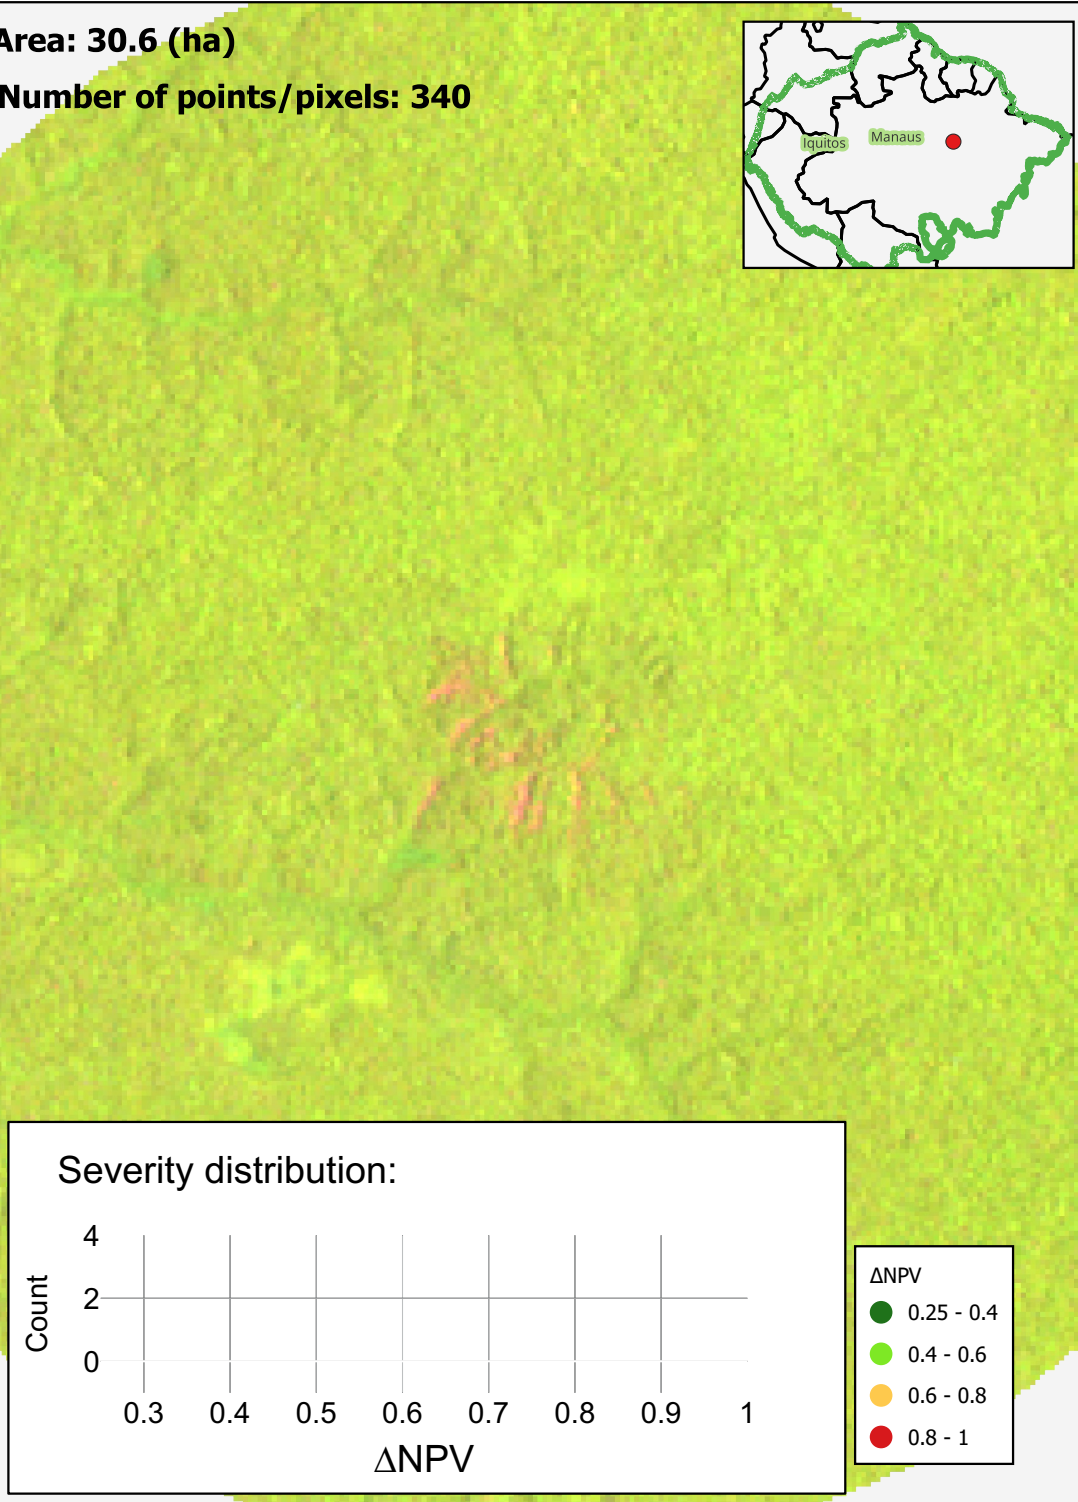 Area: 30.6 (ha)
Number of points/pixels: 340
Iquitos
Manaus
Severity distribution:
4
2
0
Count
0.3 0.4 0.5 0.6 0.7 0.8 0.9 1
ΔNPV
ΔNPV
0.25 - 0.4
0.4 - 0.6
0.6 - 0.8
0.8 - 1